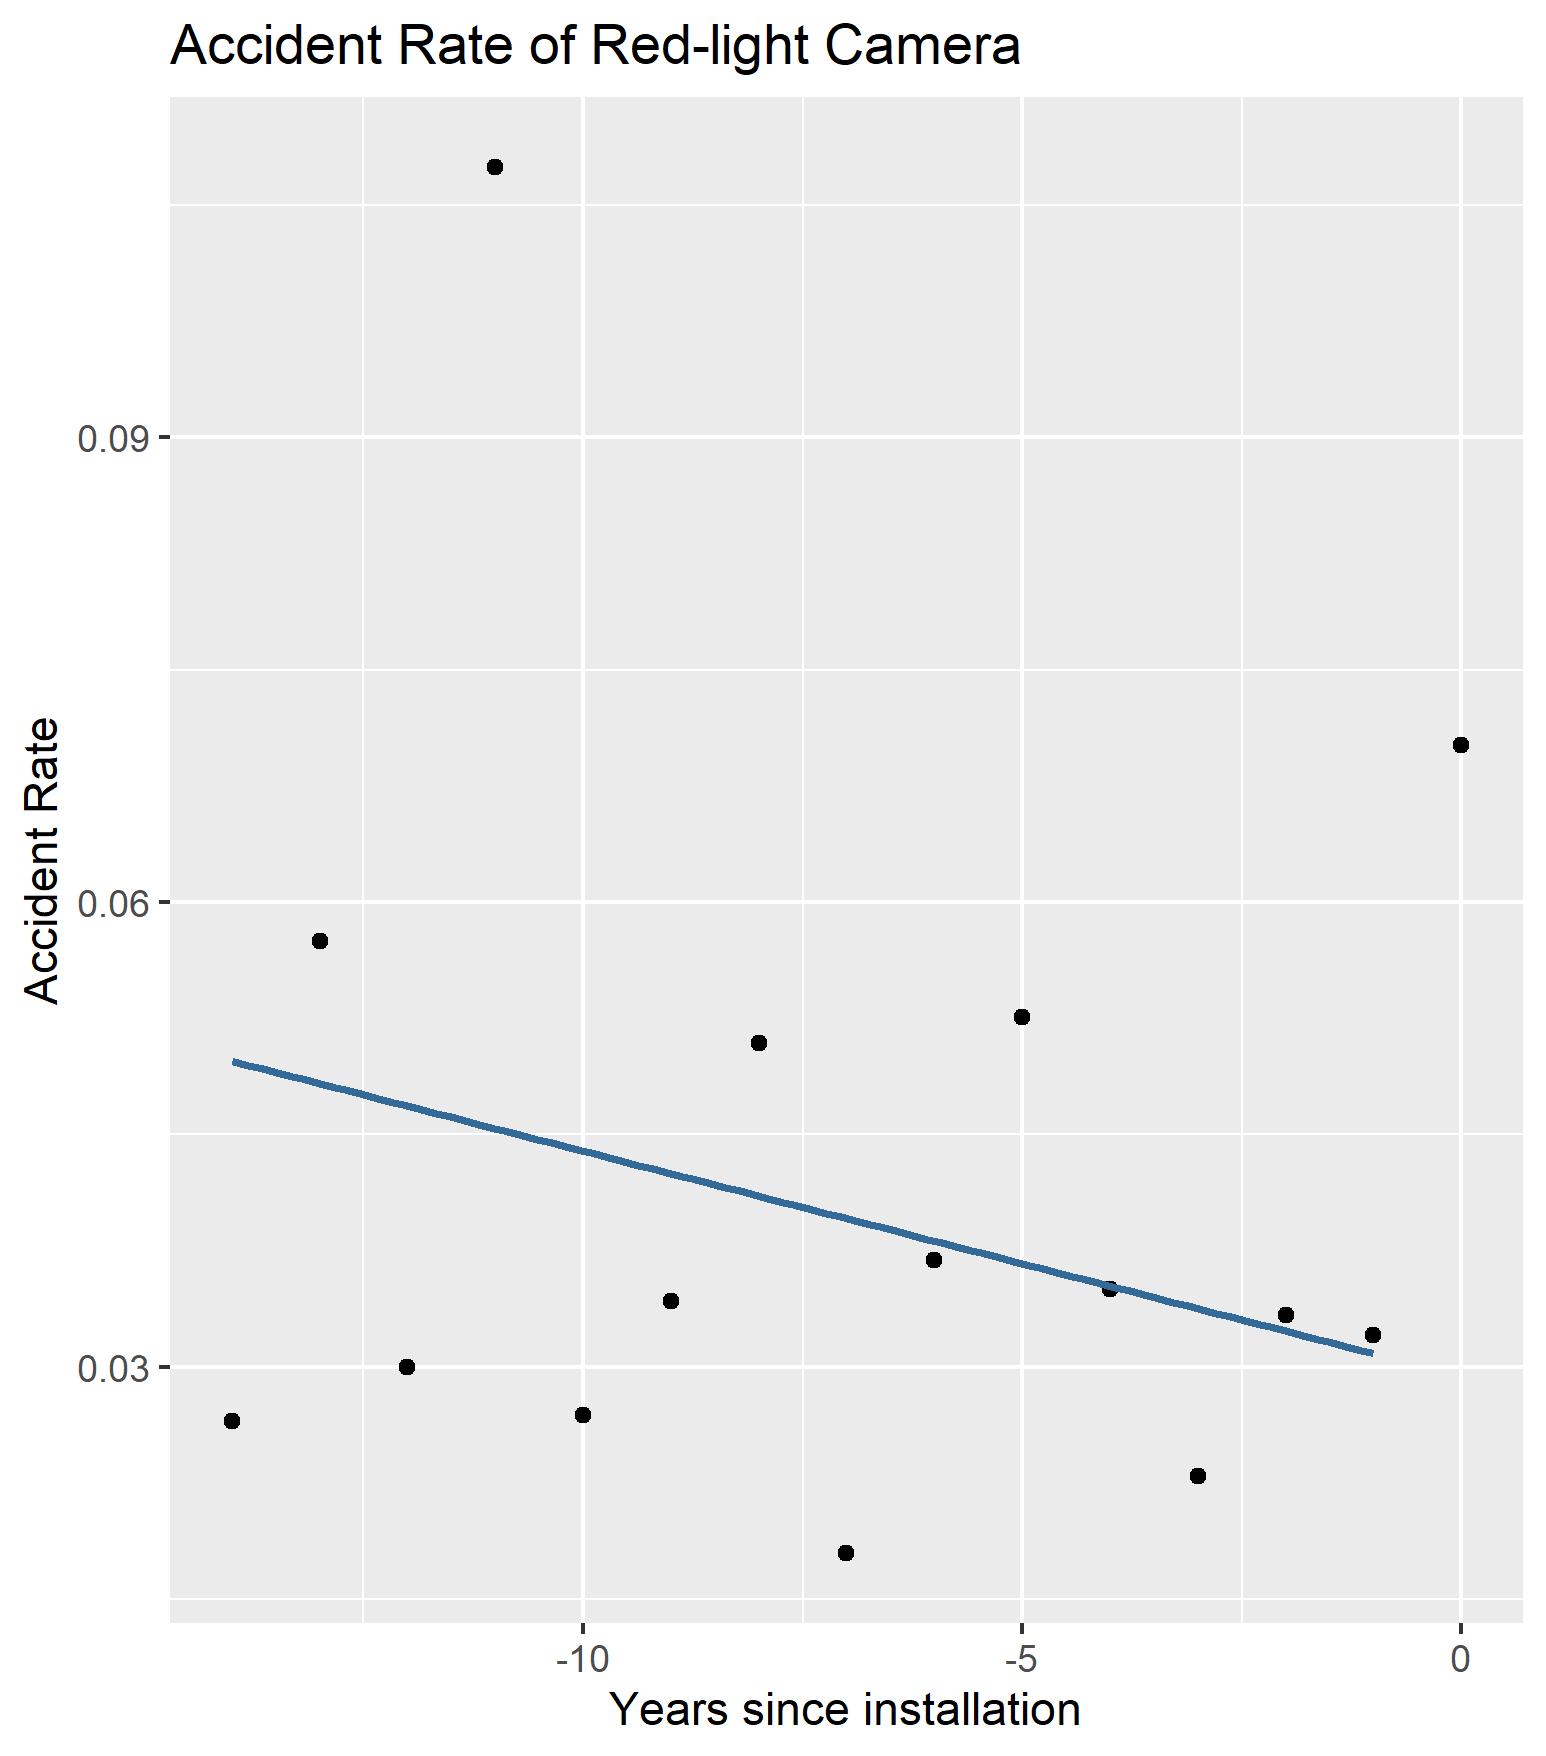 Accident Rate of Red-light Camera
Accident Rate
0.09
0.06
0.03
-10
-5
0
Years since installation